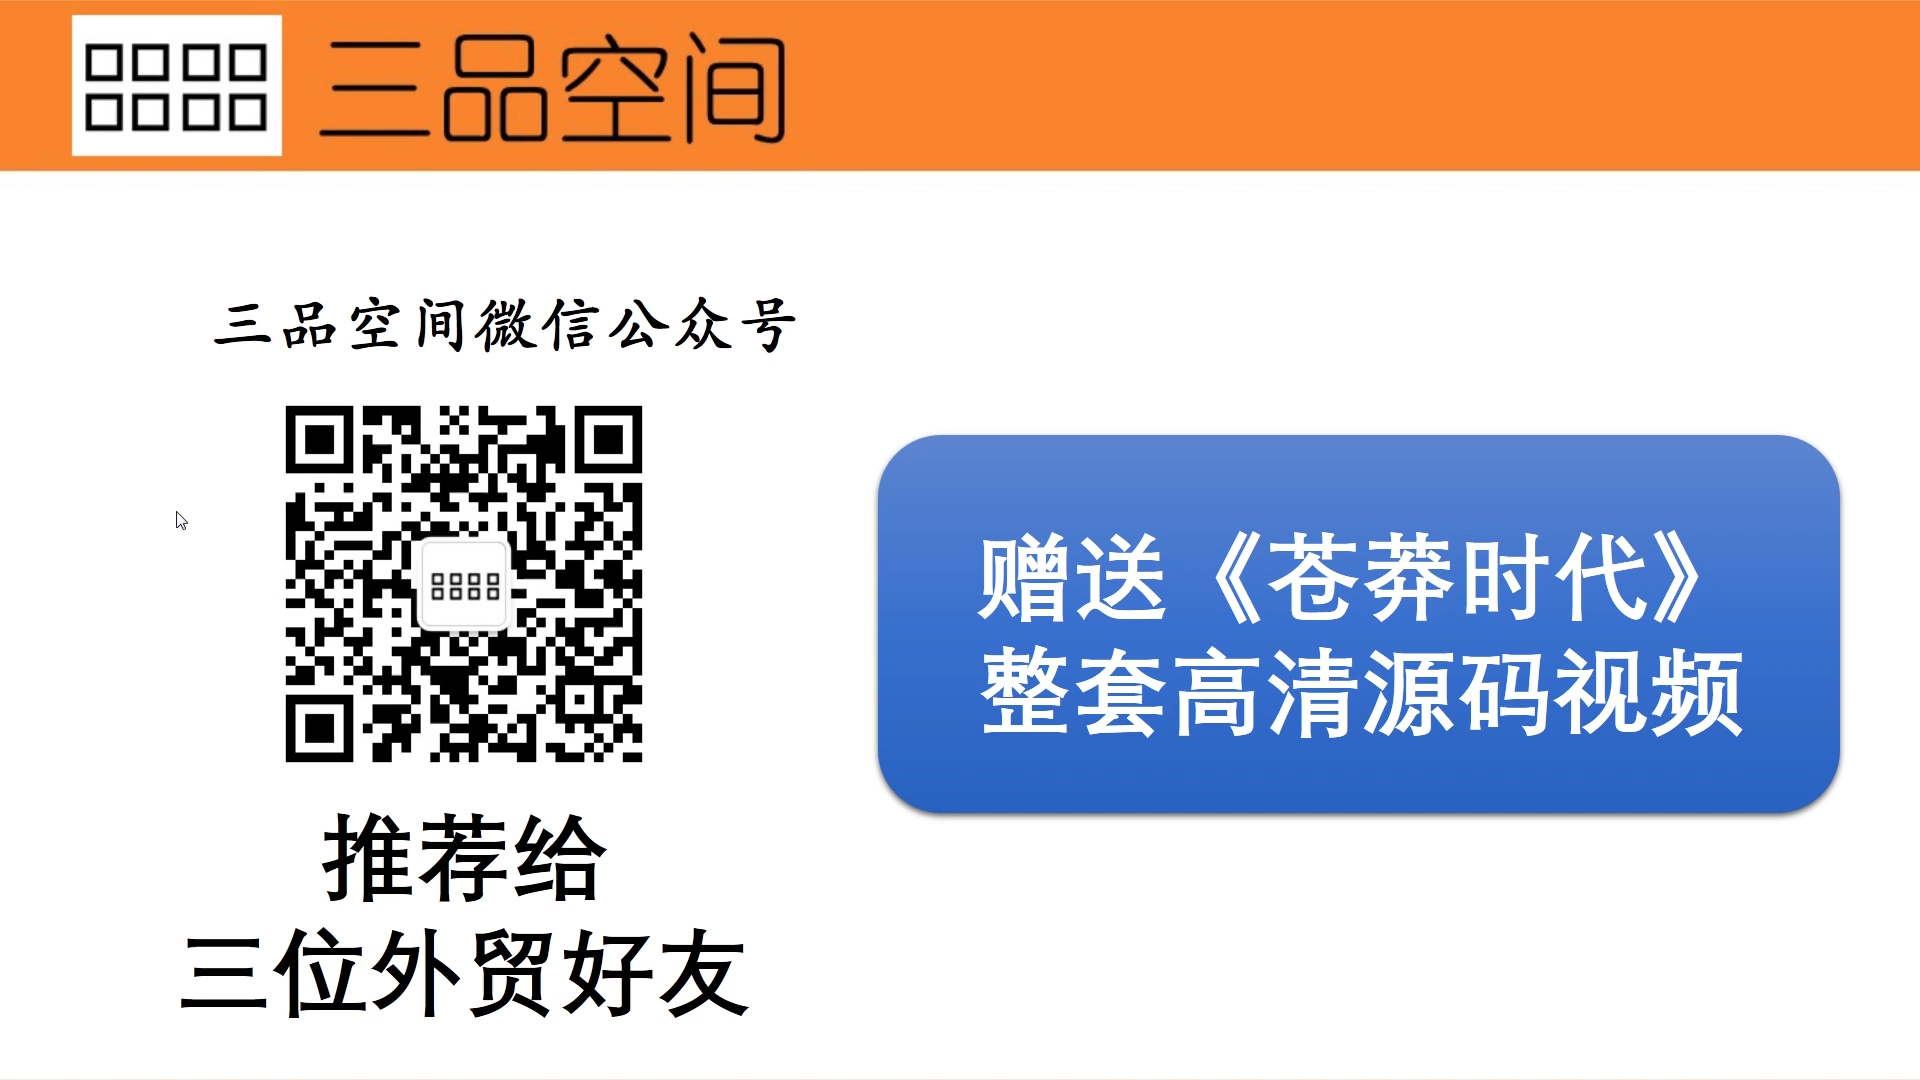 三品空间
三品空间微信公众号
赠送《苍莽时代》
整套高清源码视频
推荐给
三位外贸好友